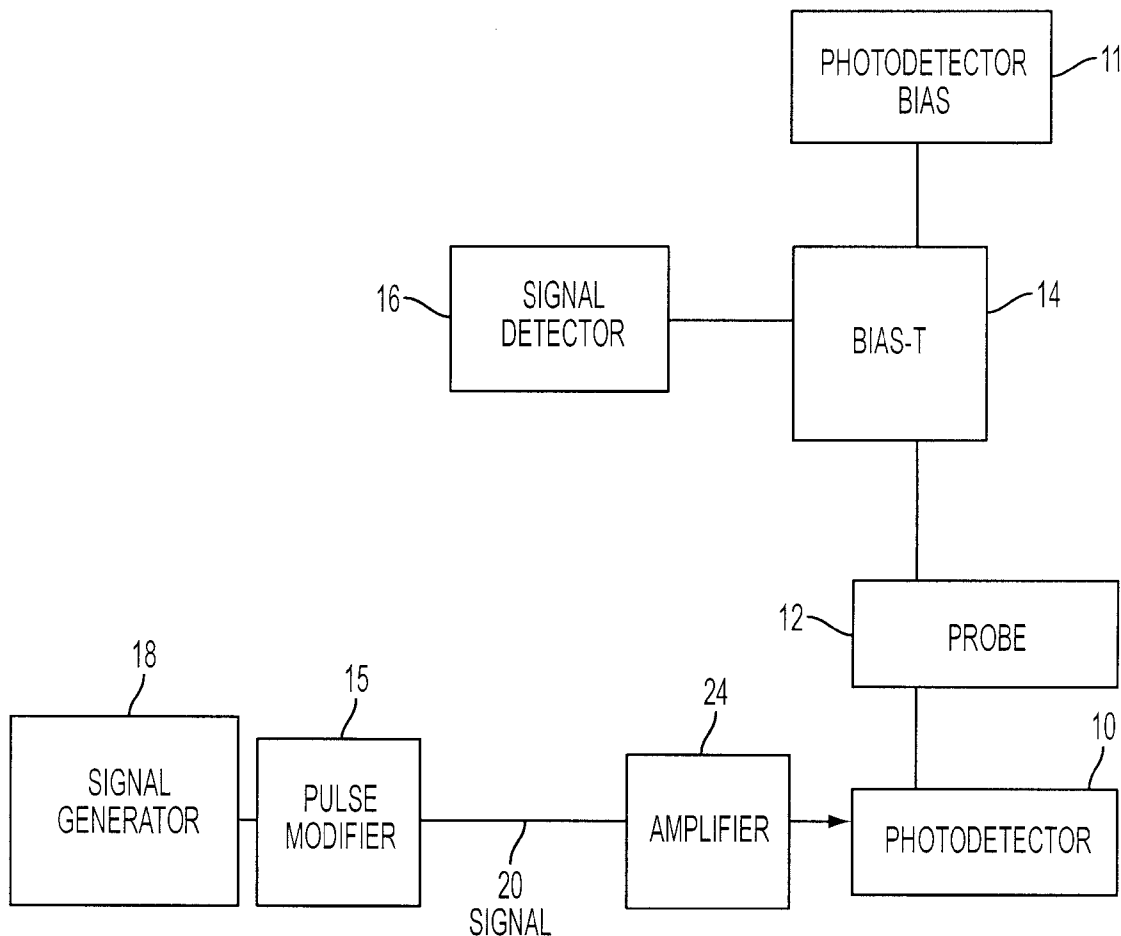 PHOTODETECTOR
BIAS
11
SIGNAL
DETECTOR
16
BIAS-T
14
12
PROBE
18
SIGNAL
GENERATOR
15
PULSE
MODIFIER
20
SIGNAL
24
AMPLIFIER
10
PHOTODETECTOR